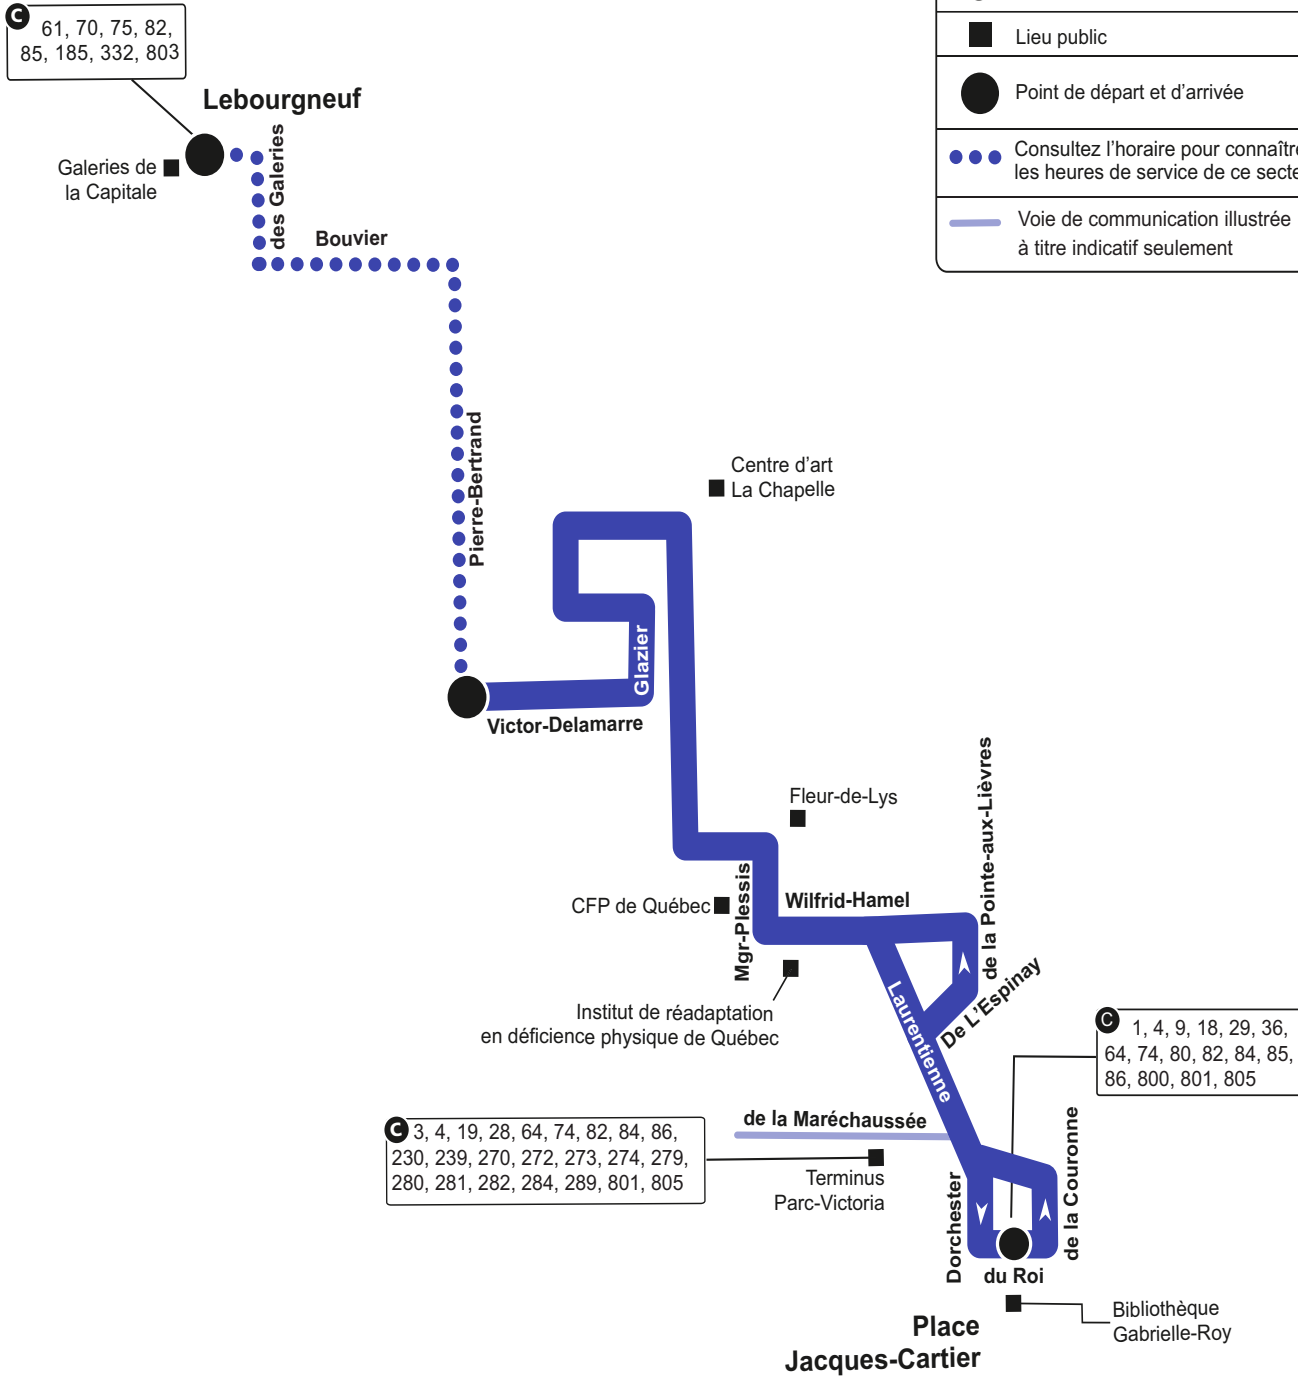 C 61, 70, 75, 82,
85, 185, 332, 803
Lebourgneuf
Galeries de
la Capitale
des Galeries
Bouvier
Pierre-Bertrand
Lieu public
Point de départ et d'arrivée
Consultez l'horaire pour connaître
les heures de service de ce secte
Voie de communication illustrée
à titre indicatif seulement
Centre d'art
La Chapelle
Glazier
Victor-Delamarre
Fleur-de-Lys
CFP de Québec
Mgr-Plessis
Wilfrid-Hamel
de la Pointe-aux-Lièvres
Institut de réadaptation
en déficience physique de Québec
Laurentienne
De L'Espinay
C 1, 4, 9, 18, 29, 36,
64, 74, 80, 82, 84, 85,
86, 800, 801, 805
de la Maréchaussée
C 3, 4, 19, 28, 64, 74, 82, 84, 86,
230, 239, 270, 272, 273, 274, 279,
280, 281, 282, 284, 289, 801, 805
Terminus
Parc-Victoria
Dorchester
de la Couronne
du Roi
Place
Jacques-Cartier
Bibliothèque
Gabrielle-Roy